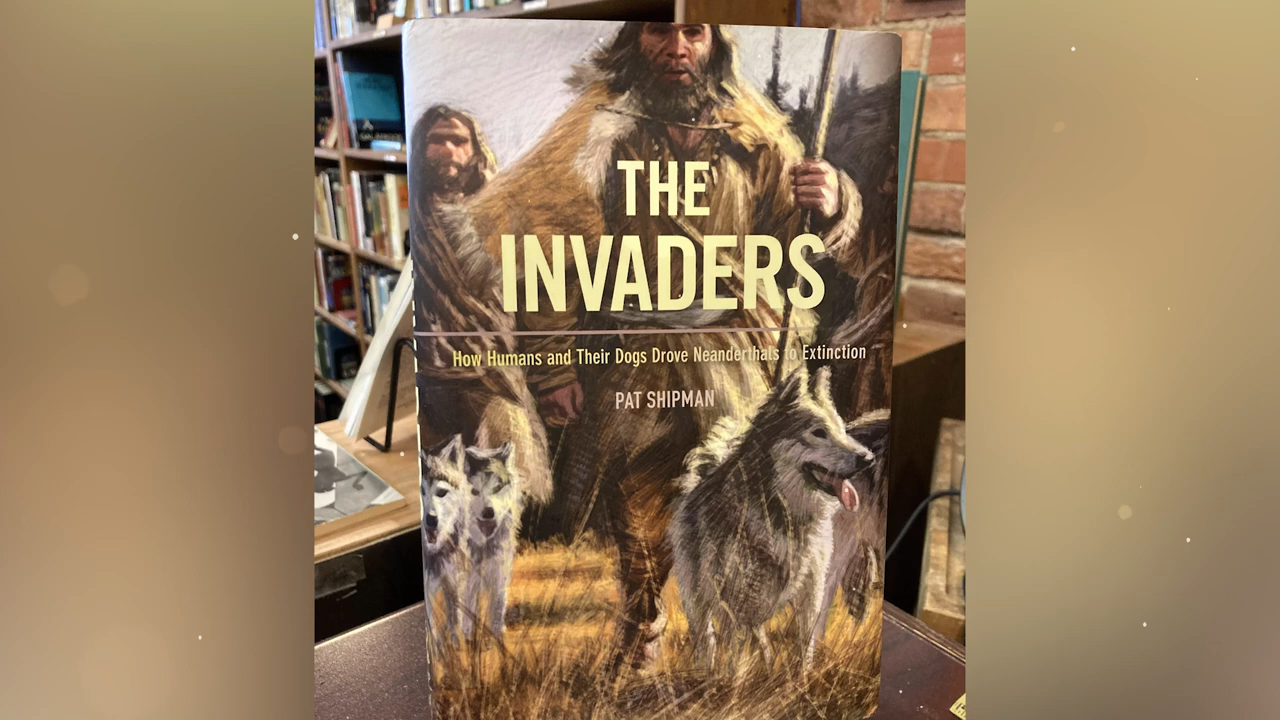 THE
INVADERS
How Humans and Their Dogs Drove Neanderthals to Extinction
PAT SHIPMAN